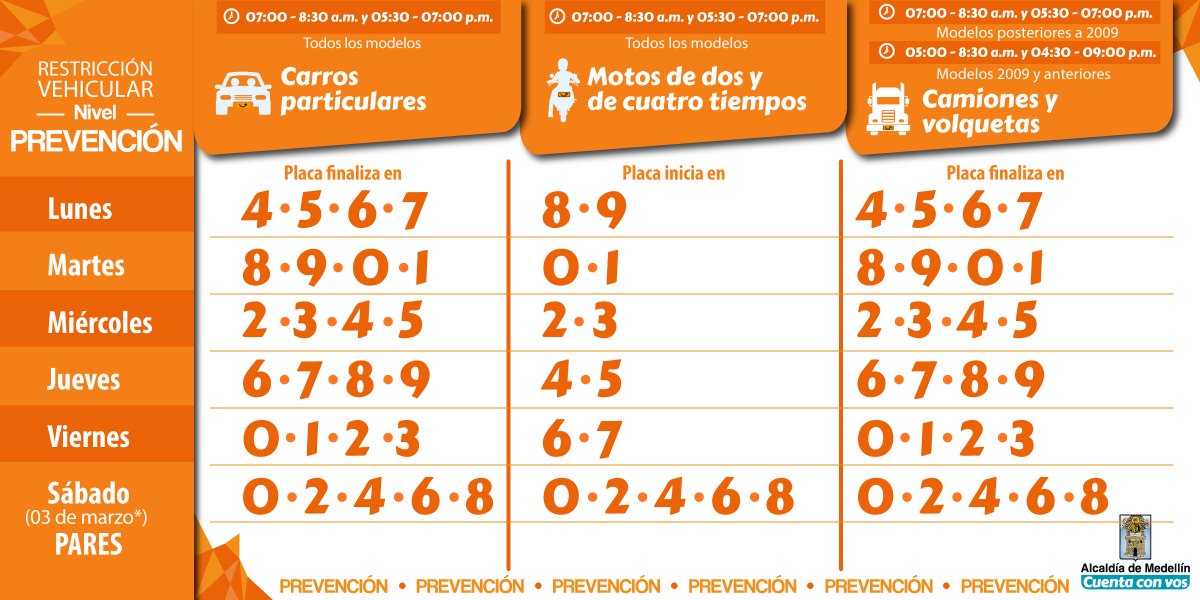 RESTRICCIÓN
VEHICULAR
Nivel
PREVENCIÓN
07:00 - 8:30 a.m. y 05:30 - 07:00 p.m.
Todos los modelos
Carros
particulares
07:00 - 8:30 a.m. y 05:30 - 07:00 p.m.
Todos los modelos
Motos de dos y
de cuatro tiempos
07:00 - 8:30 a.m. y 05:30 - 07:00 p.m.
Modelos posteriores a 2009
05:00 - 8:30 a.m. y 04:30 - 09:00 p.m.
Modelos 2009 y anteriores
Camiones y
volquetas
Placa finaliza en
Placa inicia en
Placa finaliza en
Lunes
4·5·6·7
8·9
4·5·6·7
Martes
8·9·0·1
0·1
8·9·0·1
Miércoles
2·3·4·5
2·3
2·3·4·5
Jueves
6·7·8·9
4·5
6·7·8·9
Viernes
0·1·2·3
6·7
0·1·2·3
Sábado
(03 de marzo*)
PARES
0·2·4·6·8
0·2·4·6·8
0·2·4·6·8
PREVENCIÓN • PREVENCIÓN • PREVENCIÓN • PREVENCIÓN • PREVENCIÓN • PREVENCIÓN
Alcaldía de Medellín
Cuenta con vos